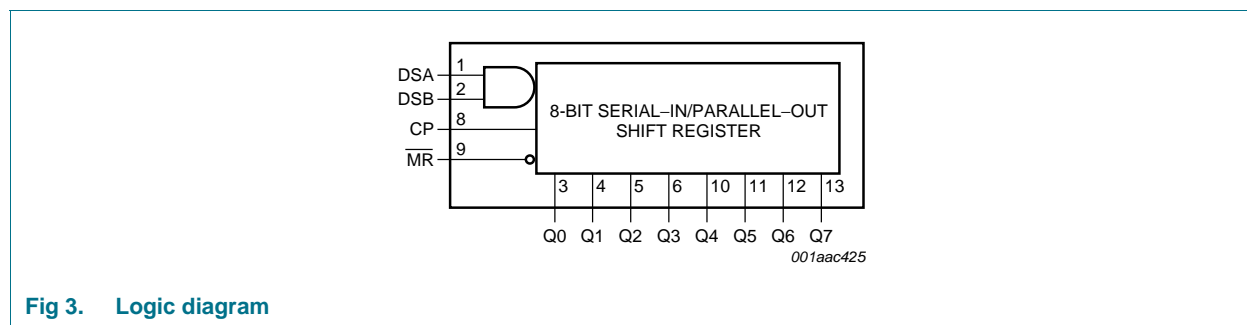 DSA 1
DSB 2
CP 8
MR 9
8-BIT SERIAL–IN/PARALLEL–OUT
SHIFT REGISTER
3 4 5 6 10 11 12 13
Q0 Q1 Q2 Q3 Q4 Q5 Q6 Q7
001aac425
Fig 3. Logic diagram